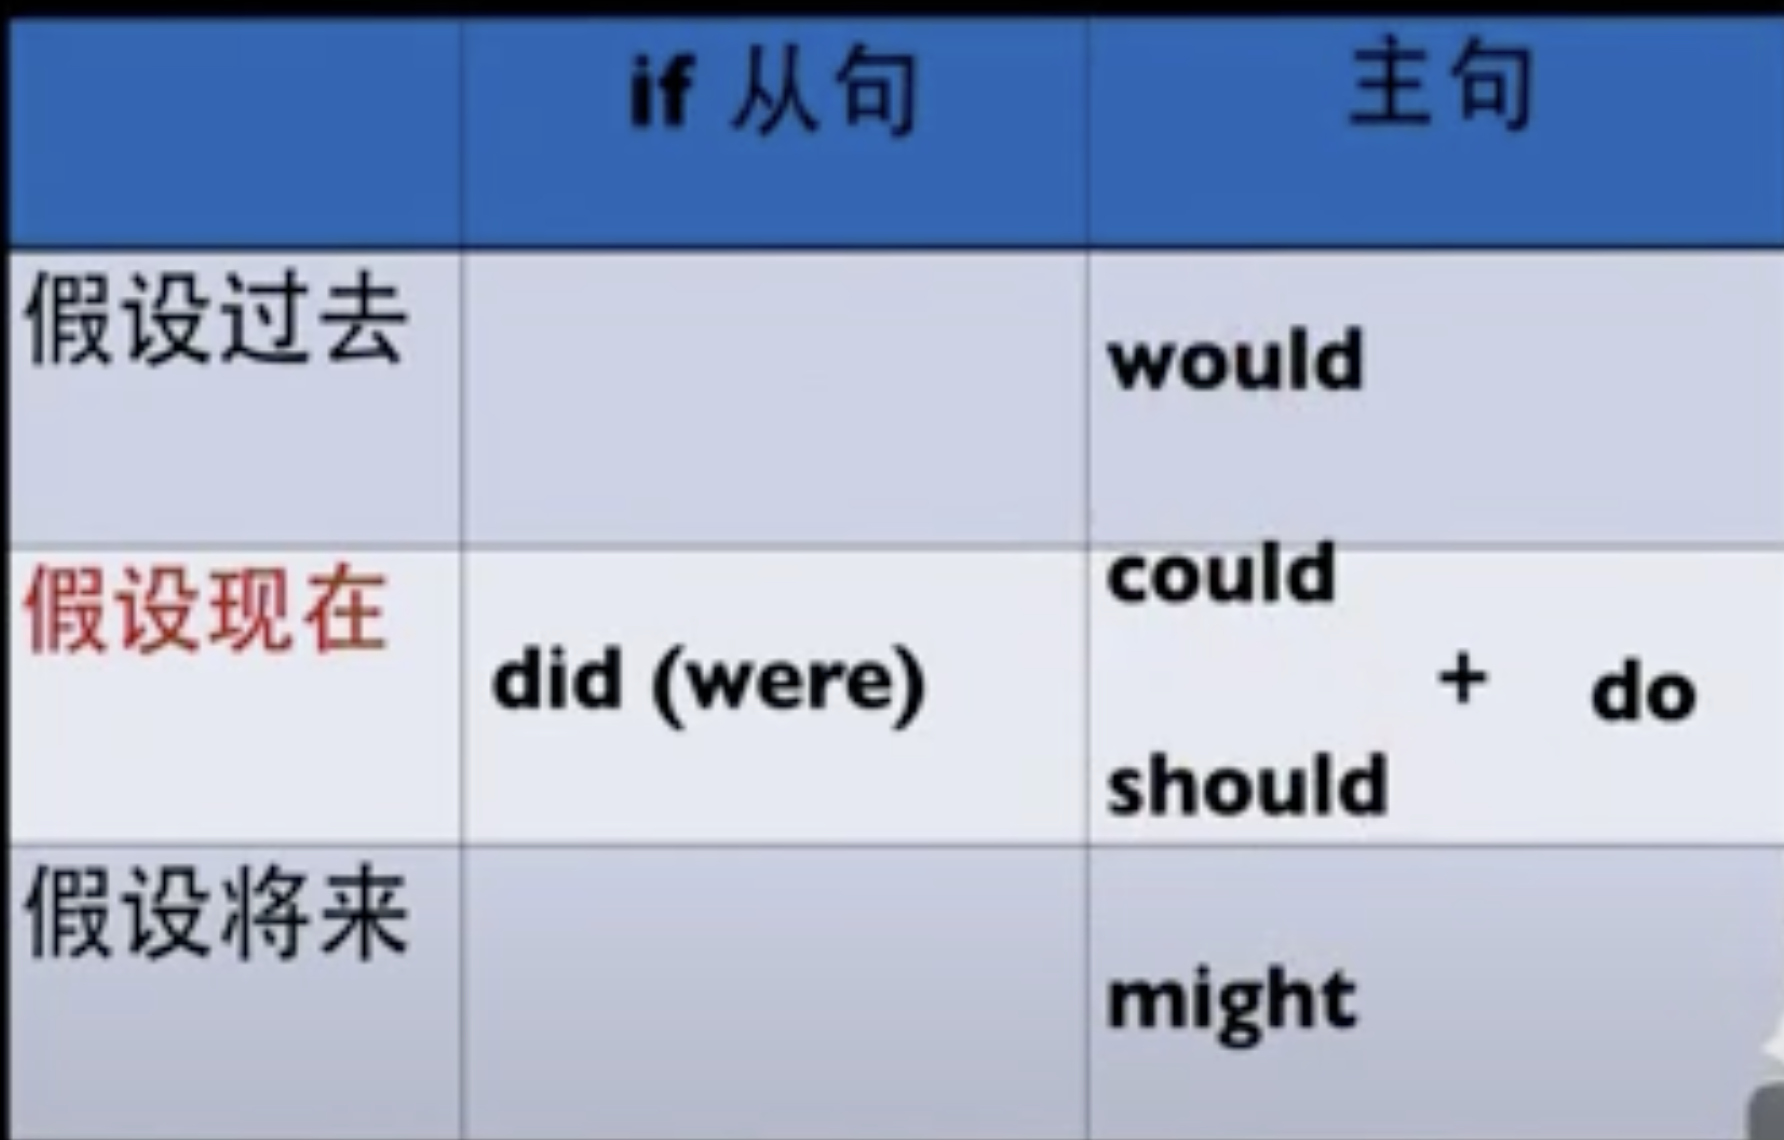 if 从句 主句
假设过去
would
假设现在
could
did (were)
+ do
should
假设将来
might